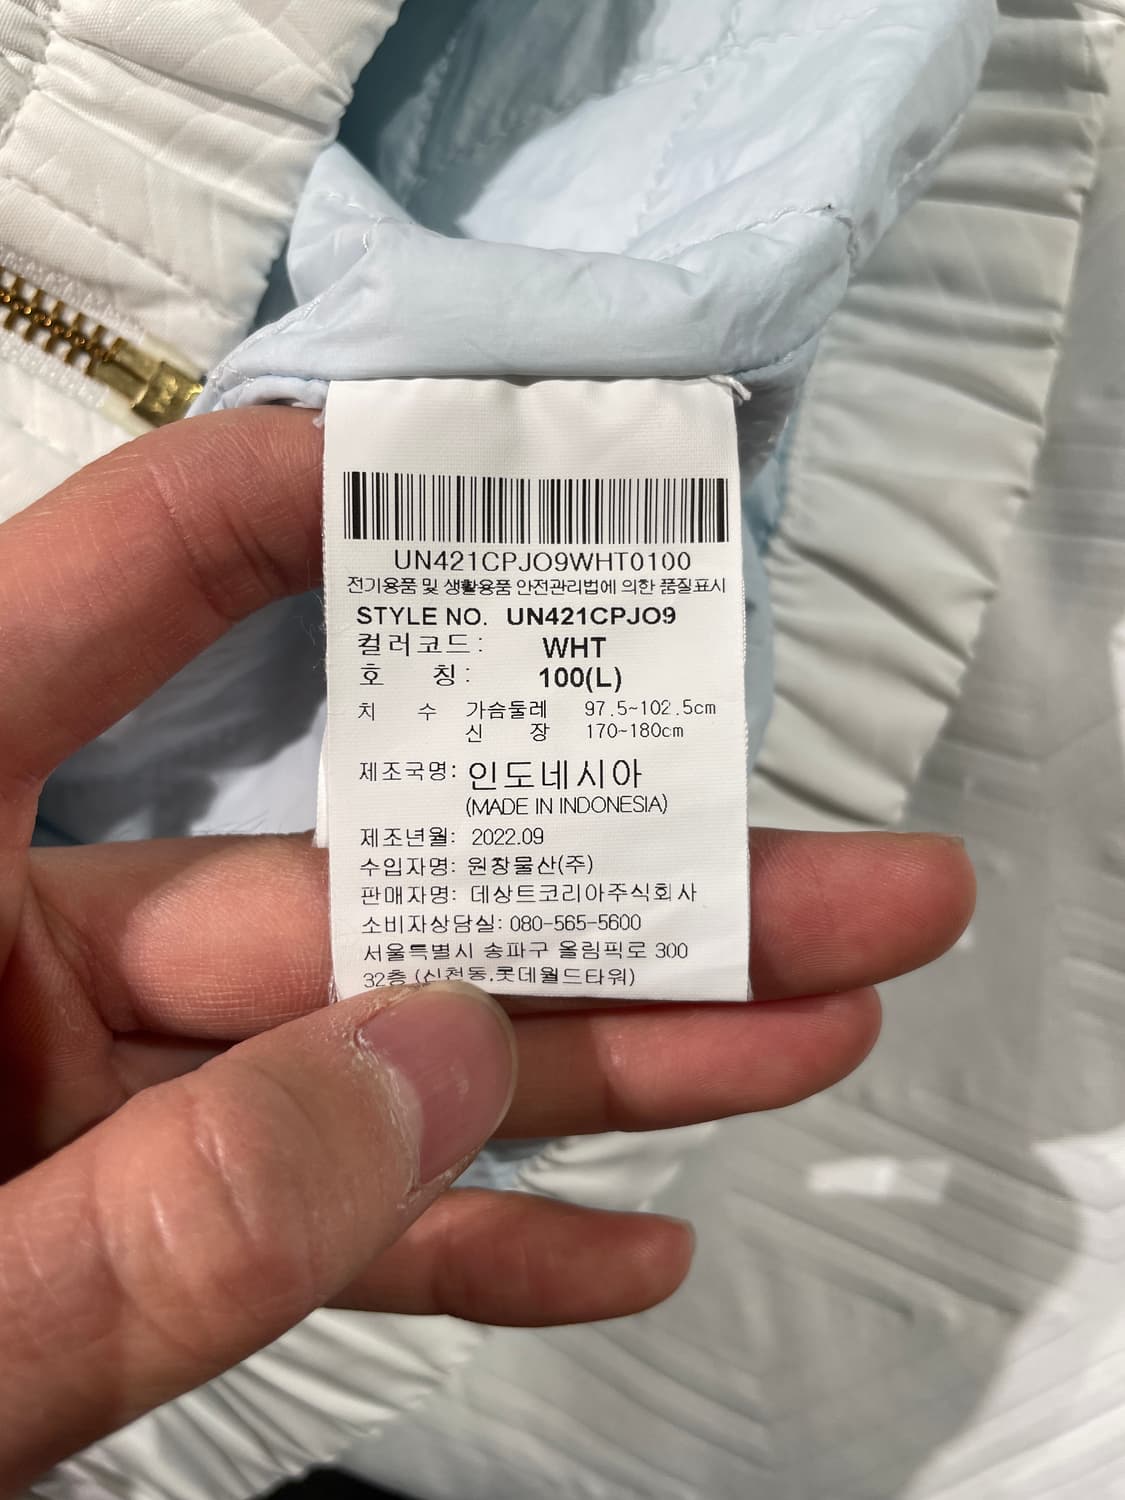 UN421CPJO9WHT0100
전기용품 및 생활용품 안전관리법에 의한 품질표시
STYLE NO. UN421CPJO9
컬러코드: WHT
호 칭: 100(L)
치 수 가슴둘레 97.5~102.5cm
신 장 170~180cm
제조국명: 인도네시아
(MADE IN INDONESIA)
제조년월: 2022.09
수입자명: 원창물산(주)
판매자명: 데상트코리아주식회사
소비자상담실: 080-565-5600
서울특별시 송파구 올림픽로 300
32층 (신천동,롯데월드타워)